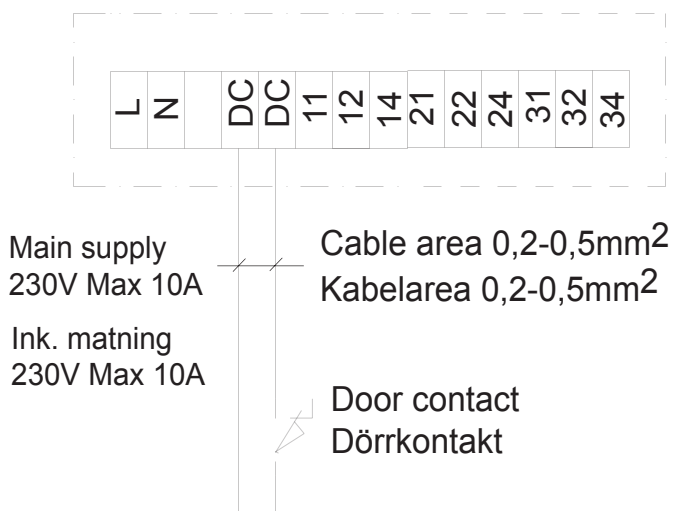 L N DC DC 11 12 14 21 22 24 31 32 34
Main supply
230V Max 10A
Ink. matning
230V Max 10A
Cable area 0,2-0,5mm²
Kabelarea 0,2-0,5mm²
Door contact
Dörrkontakt